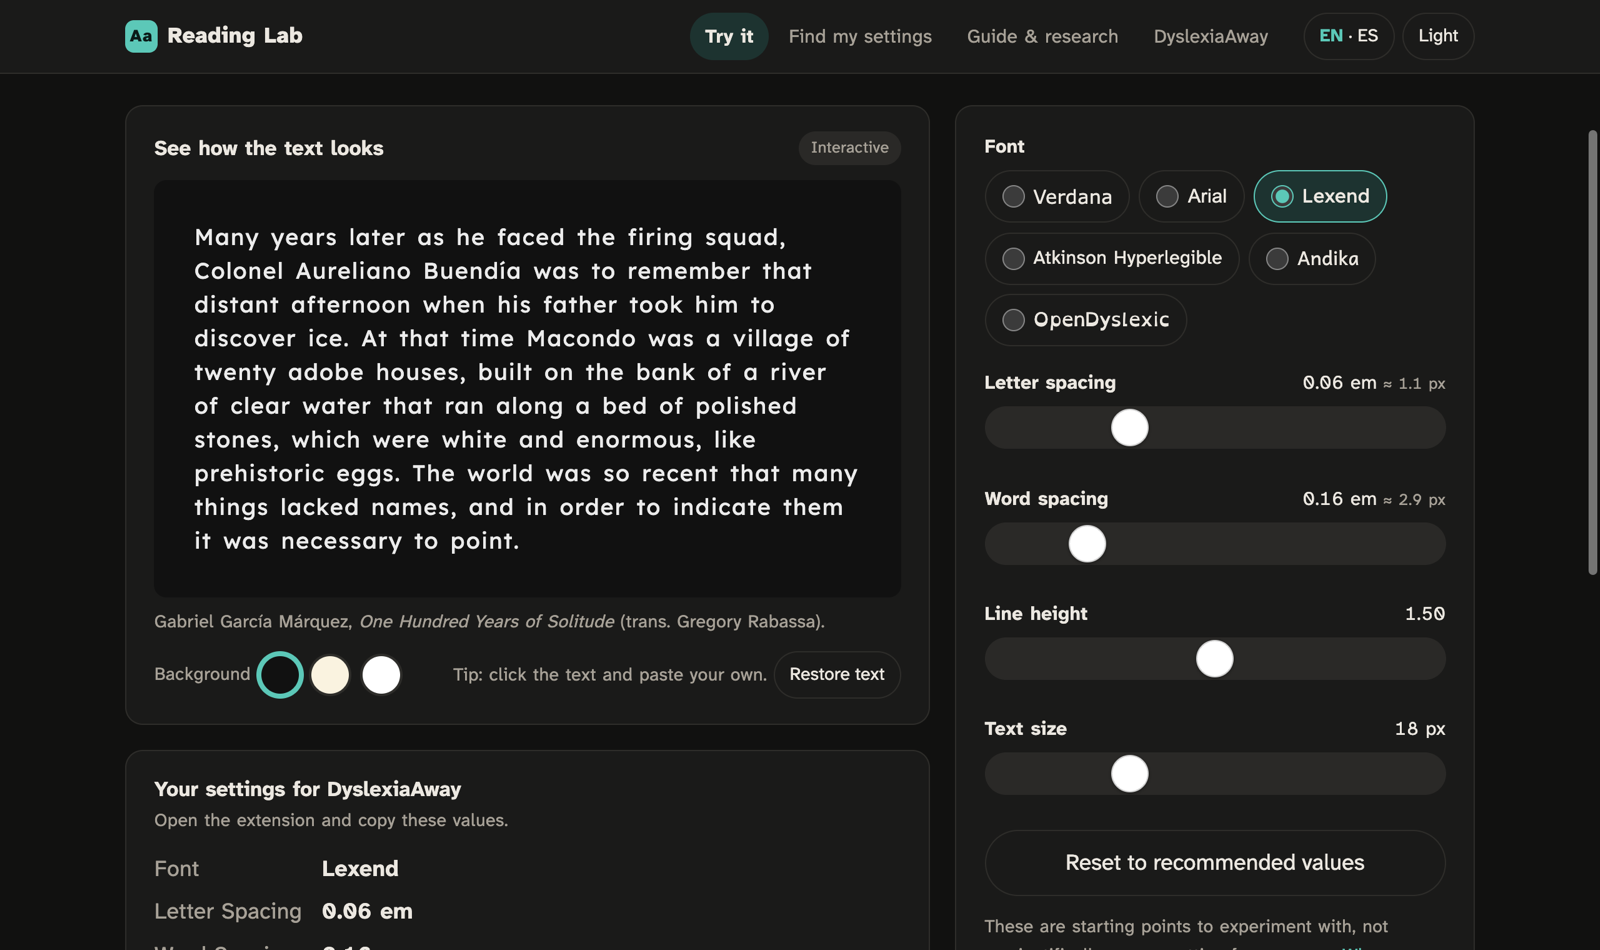 Aa Reading Lab
Try it
Find my settings
Guide & research
DyslexiaAway
EN · ES
Light
See how the text looks
Interactive
Many years later as he faced the firing squad,
Colonel Aureliano Buendía was to remember that
distant afternoon when his father took him to
discover ice. At that time Macondo was a village of
twenty adobe houses, built on the bank of a river
of clear water that ran along a bed of polished
stones, which were white and enormous, like
prehistoric eggs. The world was so recent that many
things lacked names, and in order to indicate them
it was necessary to point.
Gabriel García Márquez, One Hundred Years of Solitude (trans. Gregory Rabassa).
Background
Tip: click the text and paste your own.
Restore text
Your settings for DyslexiaAway
Open the extension and copy these values.
Font Lexend
Letter Spacing 0.06 em
Font
Verdana
Arial
Lexend
Atkinson Hyperlegible
Andika
OpenDyslexic
Letter spacing 0.06 em ≈ 1.1 px
Word spacing 0.16 em ≈ 2.9 px
Line height 1.50
Text size 18 px
Reset to recommended values
These are starting points to experiment with, not